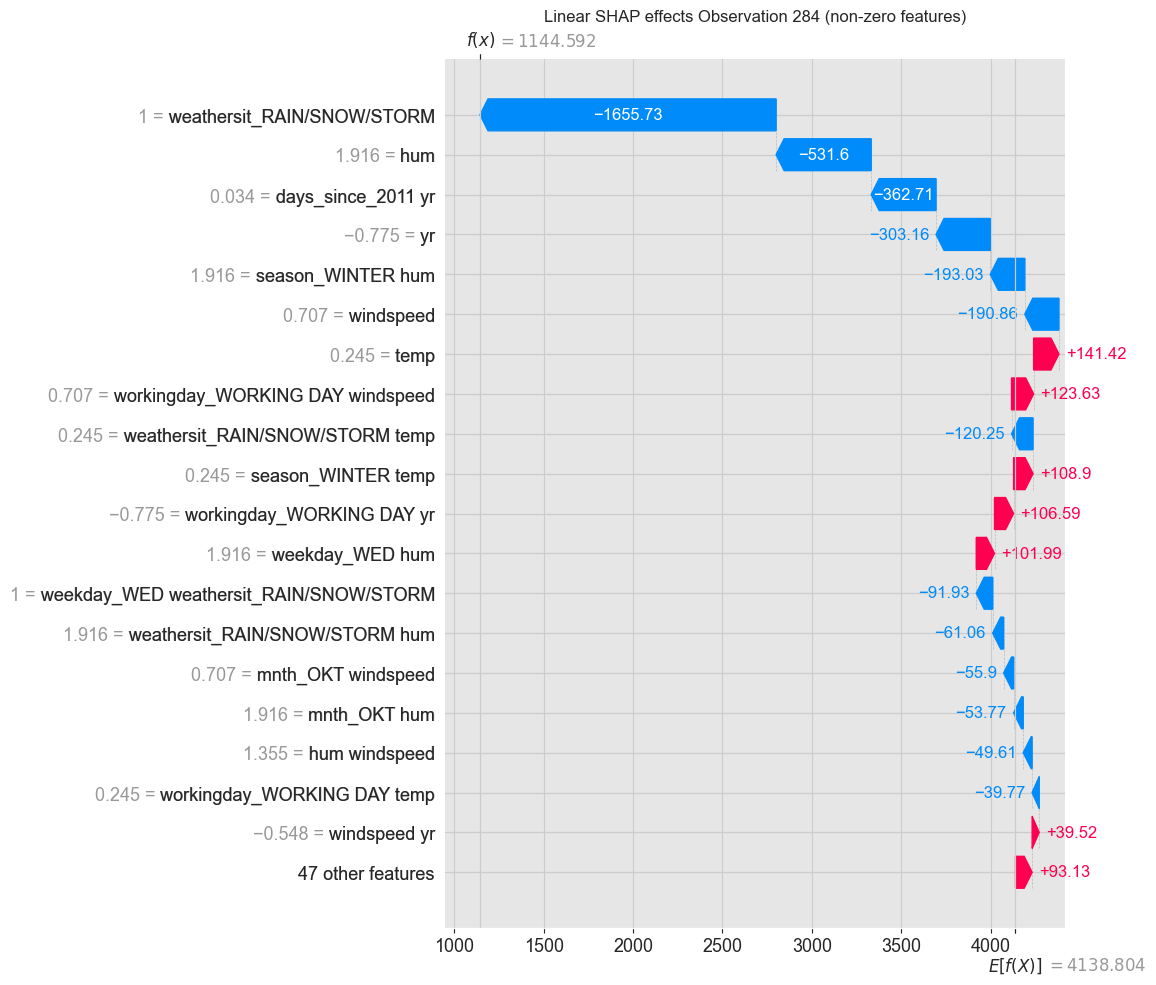 Linear SHAP effects Observation 284 (non-zero features)
f(x) = 1144.592
1 = weathersit_RAIN/SNOW/STORM −1655.73
1.916 = hum −531.6
0.034 = days_since_2011 yr −362.71
−0.775 = yr −303.16
1.916 = season_WINTER hum −193.03
0.707 = windspeed −190.86
0.245 = temp +141.42
0.707 = workingday_WORKING DAY windspeed +123.63
0.245 = weathersit_RAIN/SNOW/STORM temp −120.25
0.245 = season_WINTER temp +108.9
−0.775 = workingday_WORKING DAY yr +106.59
1.916 = weekday_WED hum +101.99
1 = weekday_WED weathersit_RAIN/SNOW/STORM −91.93
1.916 = weathersit_RAIN/SNOW/STORM hum −61.06
0.707 = mnth_OKT windspeed −55.9
1.916 = mnth_OKT hum −53.77
1.355 = hum windspeed −49.61
0.245 = workingday_WORKING DAY temp −39.77
−0.548 = windspeed yr +39.52
47 other features +93.13
1000 1500 2000 2500 3000 3500 4000
E[f(X)] = 4138.804